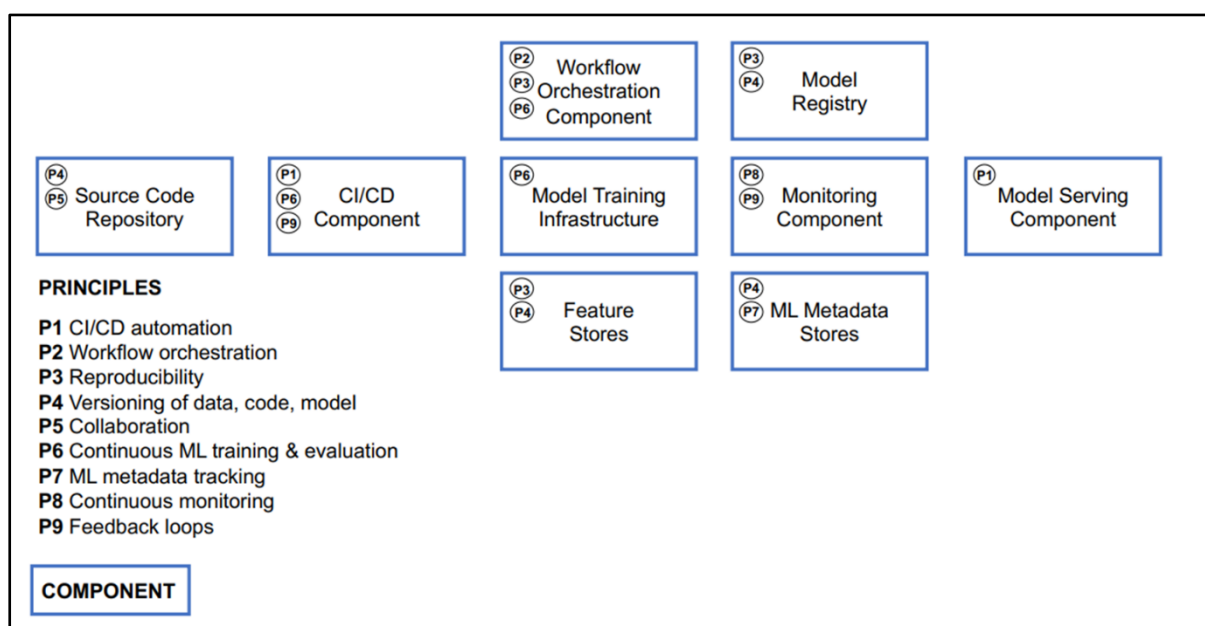 P2
Workflow
P3
Orchestration
P6
Component
P3
Model
P4
Registry
P4
P5
Source Code
Repository
P1
P6
CI/CD
P9
Component
P6
Model Training
Infrastructure
P8
P9
Monitoring
Component
P1
Model Serving
Component
P3
P4
Feature
Stores
P4
P7
ML Metadata
Stores
PRINCIPLES
P1 CI/CD automation
P2 Workflow orchestration
P3 Reproducibility
P4 Versioning of data, code, model
P5 Collaboration
P6 Continuous ML training & evaluation
P7 ML metadata tracking
P8 Continuous monitoring
P9 Feedback loops
COMPONENT